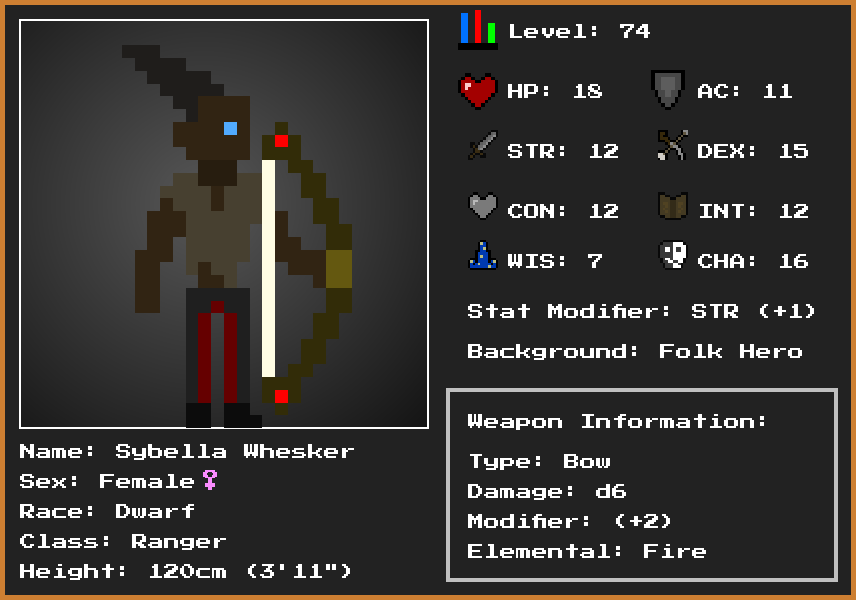 Level: 74
HP: 18 AC: 11
STR: 12 DEX: 15
CON: 12 INT: 12
WIS: 7 CHA: 16
Stat Modifier: STR (+1)
Background: Folk Hero
Weapon Information:
Type: Bow
Damage: d6
Modifier: (+2)
Elemental: Fire
Name: Sybella Whesker
Sex: Female♀
Race: Dwarf
Class: Ranger
Height: 120cm (3'11")